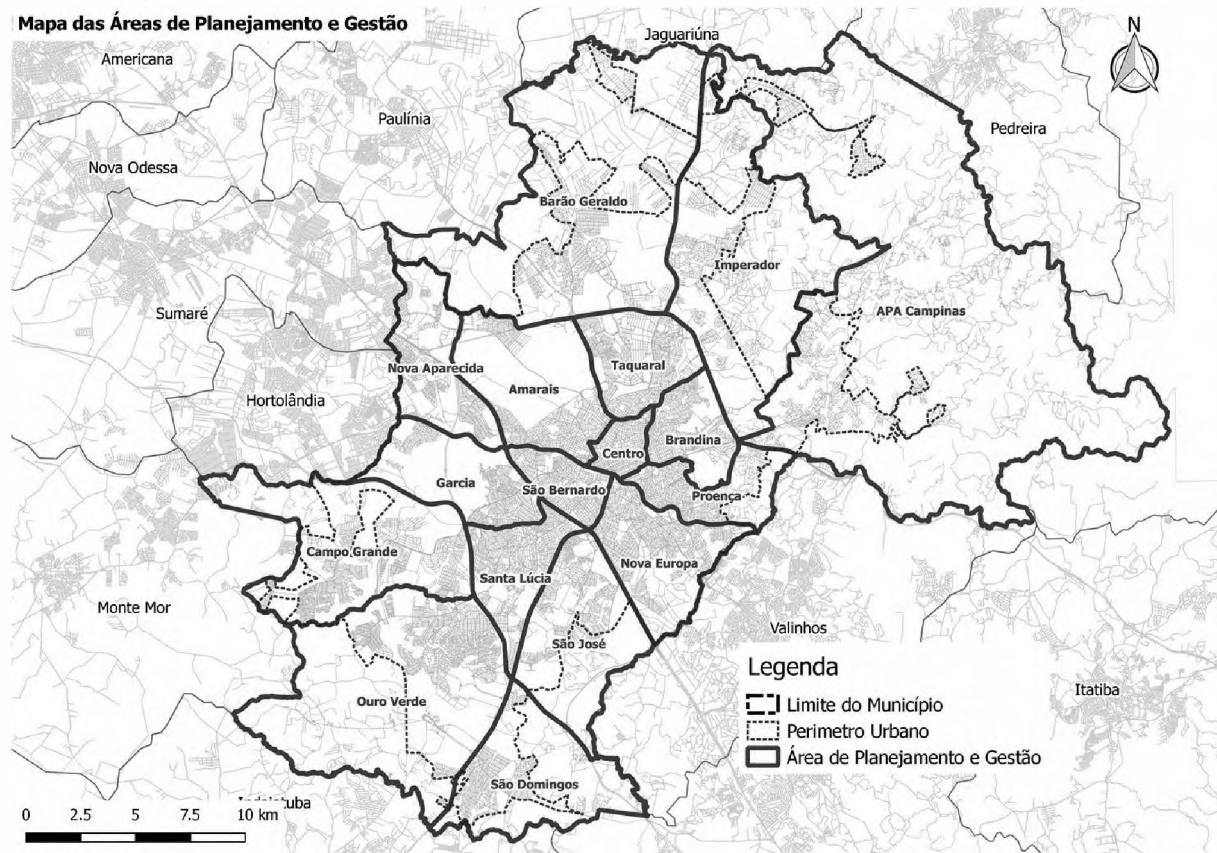 Mapa das Áreas de Planejamento e Gestão
Jaguariúna
N
Americana
Paulínia
Pedreira
Nova Odessa
Barão Geraldo
Imperador
Sumaré
APA Campinas
Nova Aparecida
Taquaral
Amarais
Hortolândia
Brandina
Centro
Garcia
São Bernardo
Proença
Campo Grande
Nova Europa
Santa Lúcia
Monte Mor
Valinhos
São José
Legenda
Itatiba
Ouro Verde
Limite do Município
Perimetro Urbano
Área de Planejamento e Gestão
São Domingos
0 2.5 5 7.5 10 km